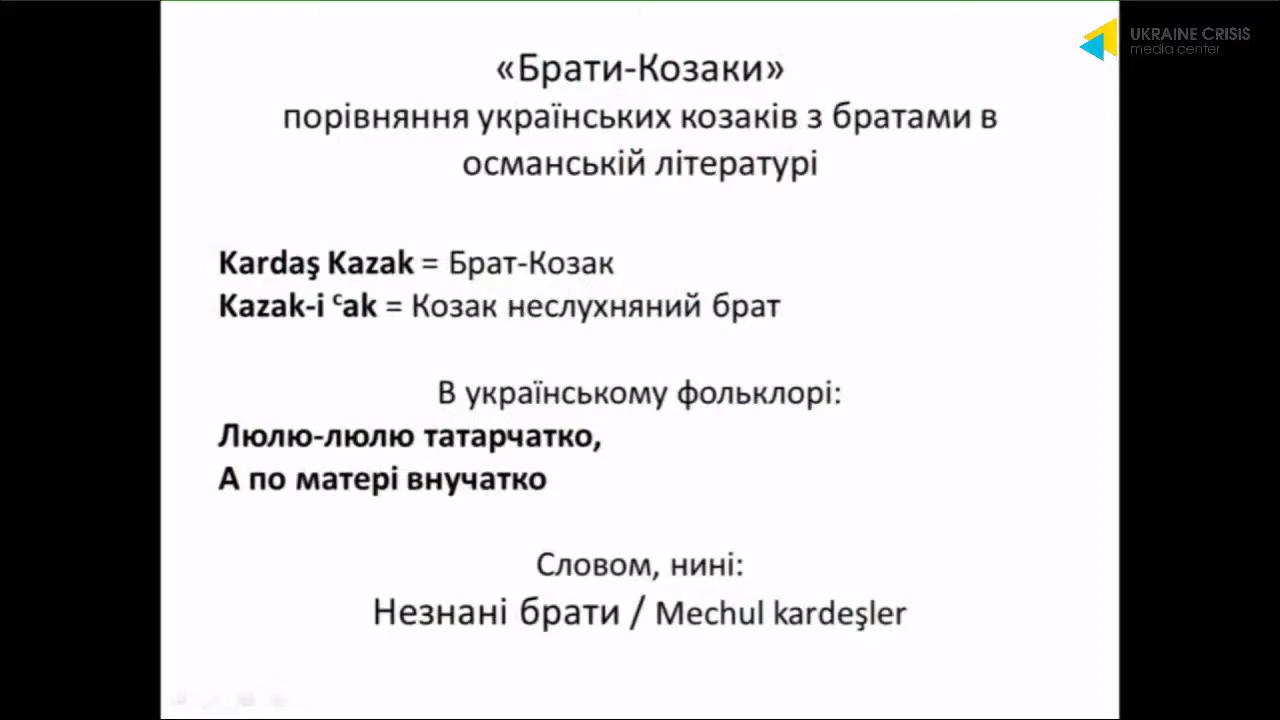 UKRAINE CRISIS
media center
«Брати-Козаки»
порівняння українських козаків з братами в
османській літературі
Kardaş Kazak = Брат-Козак
Kazak-i ᶜak = Козак неслухняний брат
В українському фольклорі:
Люлю-люлю татарчатко,
А по матері внучатко
Словом, нині:
Незнані брати / Mechul kardeşler